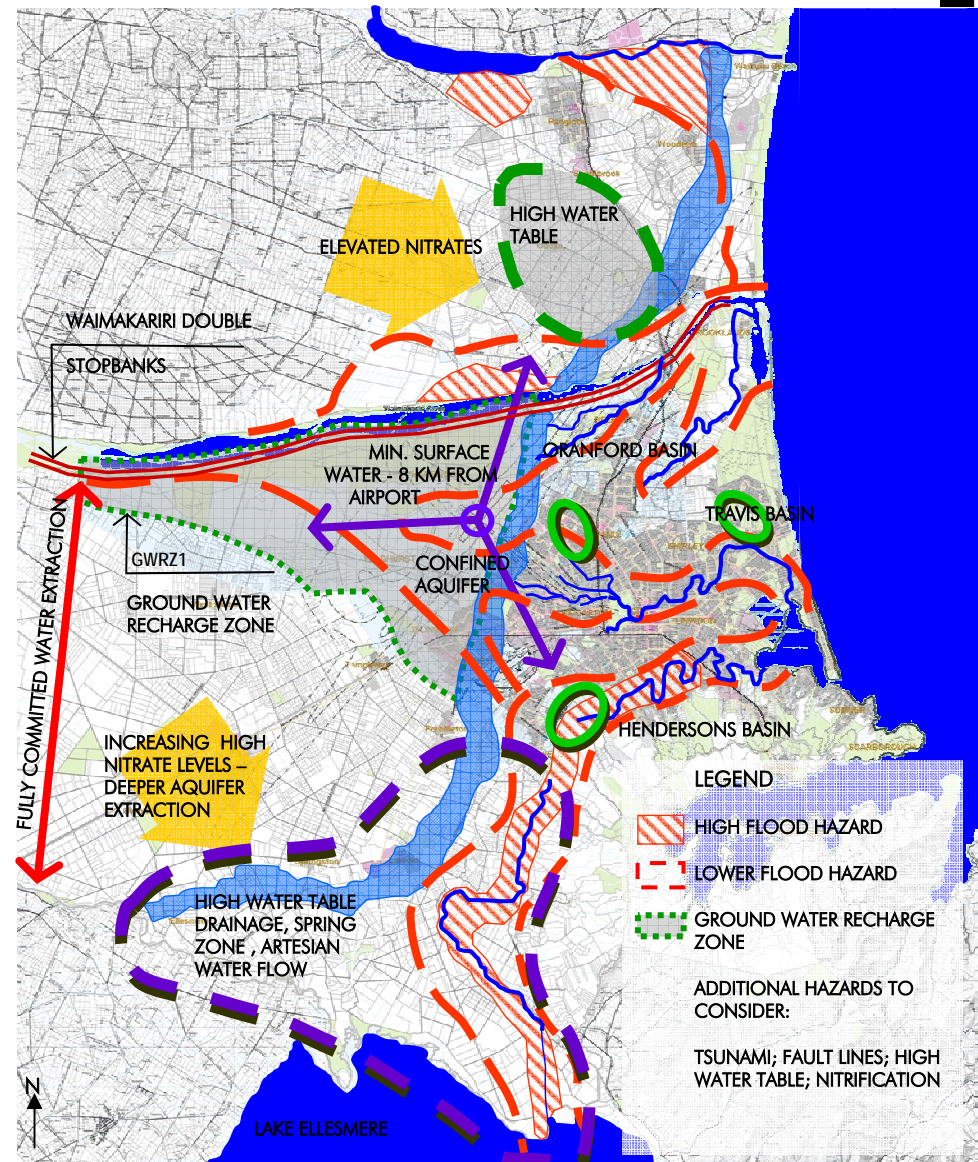 HIGH WATER
TABLE
ELEVATED NITRATES
WAIMAKARIRI DOUBLE
STOPBANKS
MIN. SURFACE
WATER - 8 KM FROM
AIRPORT
CRANFORD BASIN
TRAVIS BASIN
FULLY COMMITTED WATER EXTRACTION
GWRZ1
CONFINED
AQUIFER
GROUND WATER
RECHARGE ZONE
HENDERSONS BASIN
INCREASING HIGH
NITRATE LEVELS –
DEEPER AQUIFER
EXTRACTION
HIGH WATER TABLE
DRAINAGE, SPRING
ZONE , ARTESIAN
WATER FLOW
LAKE ELLESMERE
N
SCARBOROUGH
LEGEND
HIGH FLOOD HAZARD
LOWER FLOOD HAZARD
GROUND WATER RECHARGE
ZONE
ADDITIONAL HAZARDS TO
CONSIDER:
TSUNAMI; FAULT LINES; HIGH
WATER TABLE; NITRIFICATION